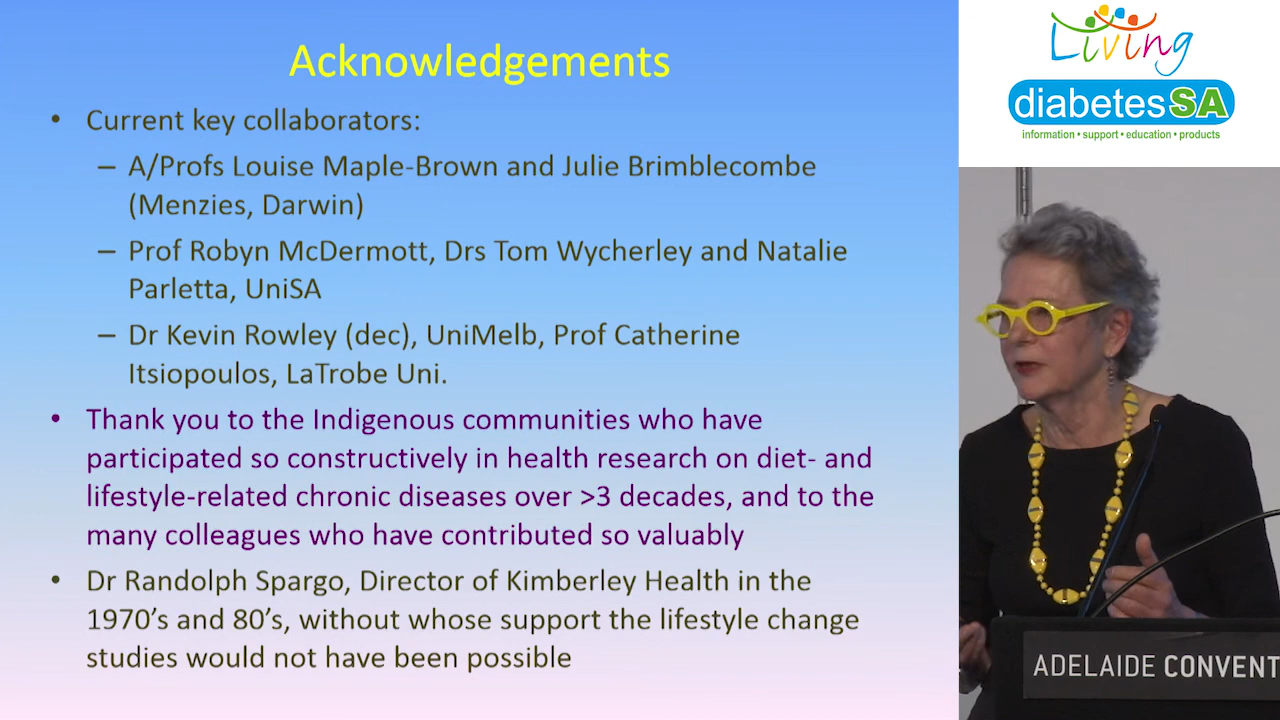 Acknowledgements
• Current key collaborators:
– A/Profs Louise Maple-Brown and Julie Brimblecombe
(Menzies, Darwin)
– Prof Robyn McDermott, Drs Tom Wycherley and Natalie
Parletta, UniSA
– Dr Kevin Rowley (dec), UniMelb, Prof Catherine
Itsiopoulos, LaTrobe Uni.
• Thank you to the Indigenous communities who have
participated so constructively in health research on diet- and
lifestyle-related chronic diseases over >3 decades, and to the
many colleagues who have contributed so valuably
• Dr Randolph Spargo, Director of Kimberley Health in the
1970’s and 80’s, without whose support the lifestyle change
studies would not have been possible
Living
diabetesSA
information • support • education • products
ADELAIDE CONVENT